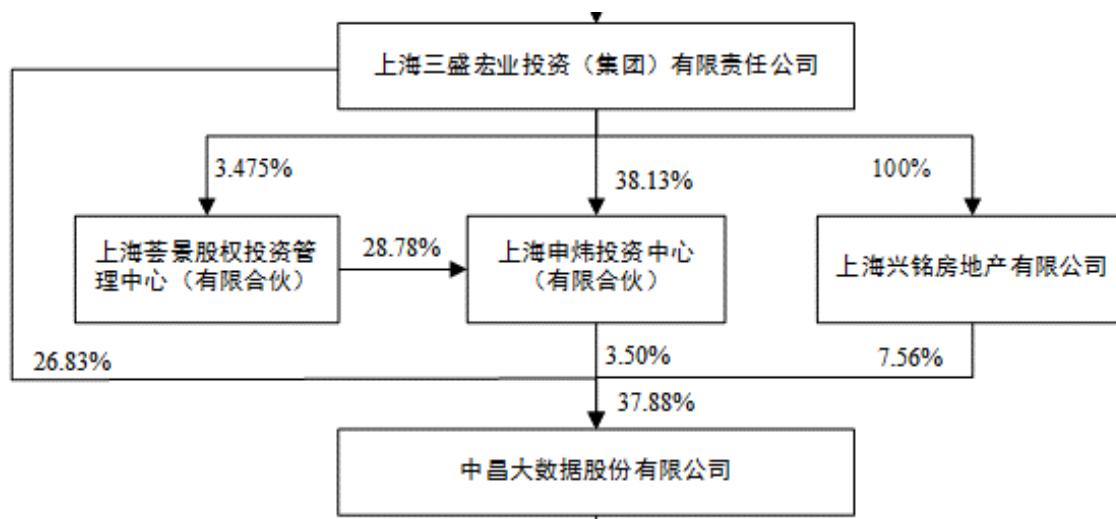 上海三盛宏业投资（集团）有限责任公司
3.475%
38.13%
100%
上海荟景股权投资管
理中心（有限合伙）
28.78%
上海申炜投资中心
（有限合伙）
上海兴铭房地产有限公司
26.83%
3.50%
7.56%
37.88%
中昌大数据股份有限公司